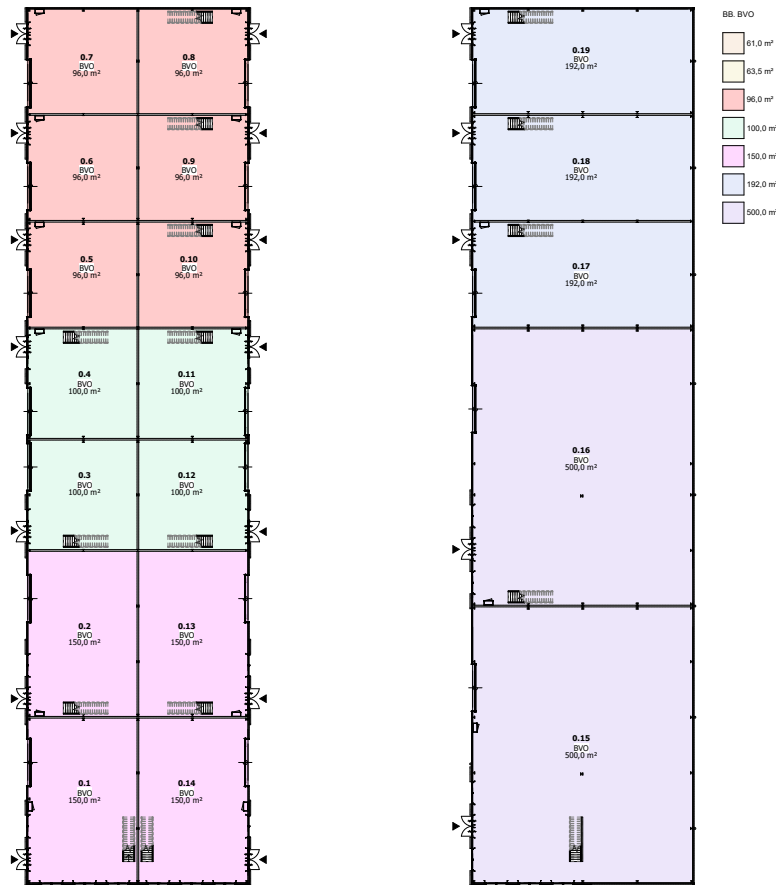 0.7
BVO
96,0 m²
0.8
BVO
96,0 m²
0.6
BVO
96,0 m²
0.9
BVO
96,0 m²
0.5
BVO
96,0 m²
0.10
BVO
96,0 m²
0.4
BVO
100,0 m²
0.11
BVO
100,0 m²
0.3
BVO
100,0 m²
0.12
BVO
100,0 m²
0.2
BVO
150,0 m²
0.13
BVO
150,0 m²
0.1
BVO
150,0 m²
0.14
BVO
150,0 m²
0.19
BVO
192,0 m²
0.18
BVO
192,0 m²
0.17
BVO
192,0 m²
0.16
BVO
500,0 m²
0.15
BVO
500,0 m²
BB. BVO
61,0 m²
63,5 m²
96,0 m²
100,0 m²
150,0 m²
192,0 m²
500,0 m²